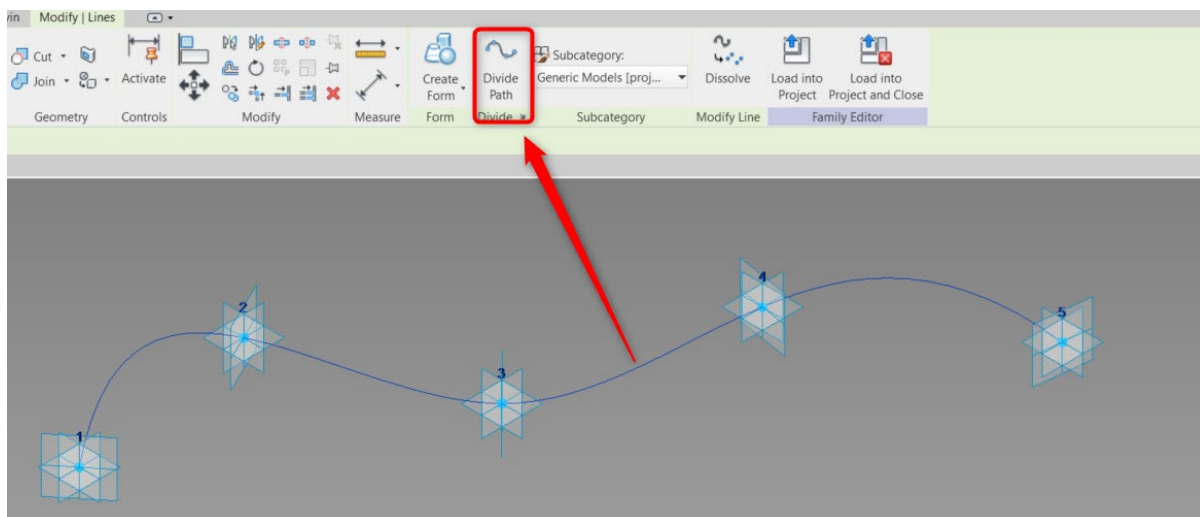 vin Modify | Lines
Cut
Join
Activate
Create
Form
Divide
Path
Subcategory:
Generic Models [proj...
Dissolve
Load into
Project
Load into
Project and Close
Geometry Controls Modify Measure Form Divide Subcategory Modify Line Family Editor
4
2
5
3
1